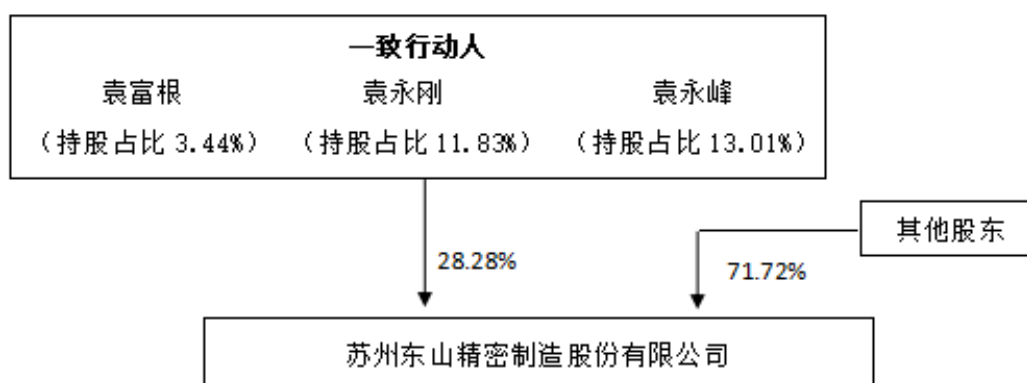 一致行动人
袁富根 袁永刚 袁永峰
（持股占比 3.44%） （持股占比 11.83%） （持股占比 13.01%）
其他股东
28.28% 71.72%
苏州东山精密制造股份有限公司